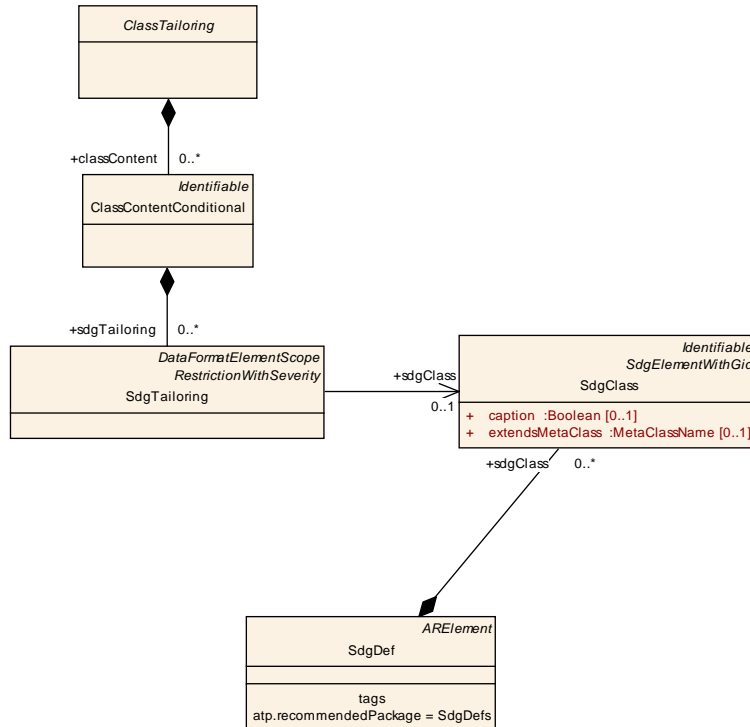 ClassTailoring
+classContent 0..*
Identifiable
ClassContentConditional
+sdgTailoring 0..*
DataFormatElementScope
RestrictionWithSeverity
SdgTailoring
+sdgClass
0..1
Identifiable
SdgElementWithGid
SdgClass
+ caption :Boolean [0..1]
+ extendsMetaClass :MetaClassName [0..1]
+sdgClass 0..*
ARElement
SdgDef
tags
atp.recommendedPackage = SdgDefs